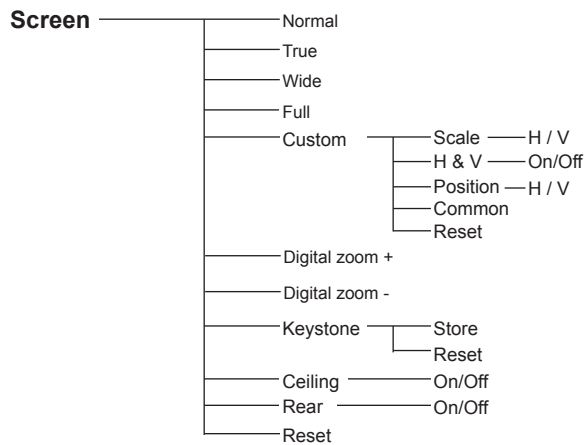 Screen Normal
True
Wide
Full
Custom Scale H / V
H & V On/Off
Position H / V
Common
Reset
Digital zoom +
Digital zoom -
Keystone Store
Reset
Ceiling On/Off
Rear On/Off
Reset